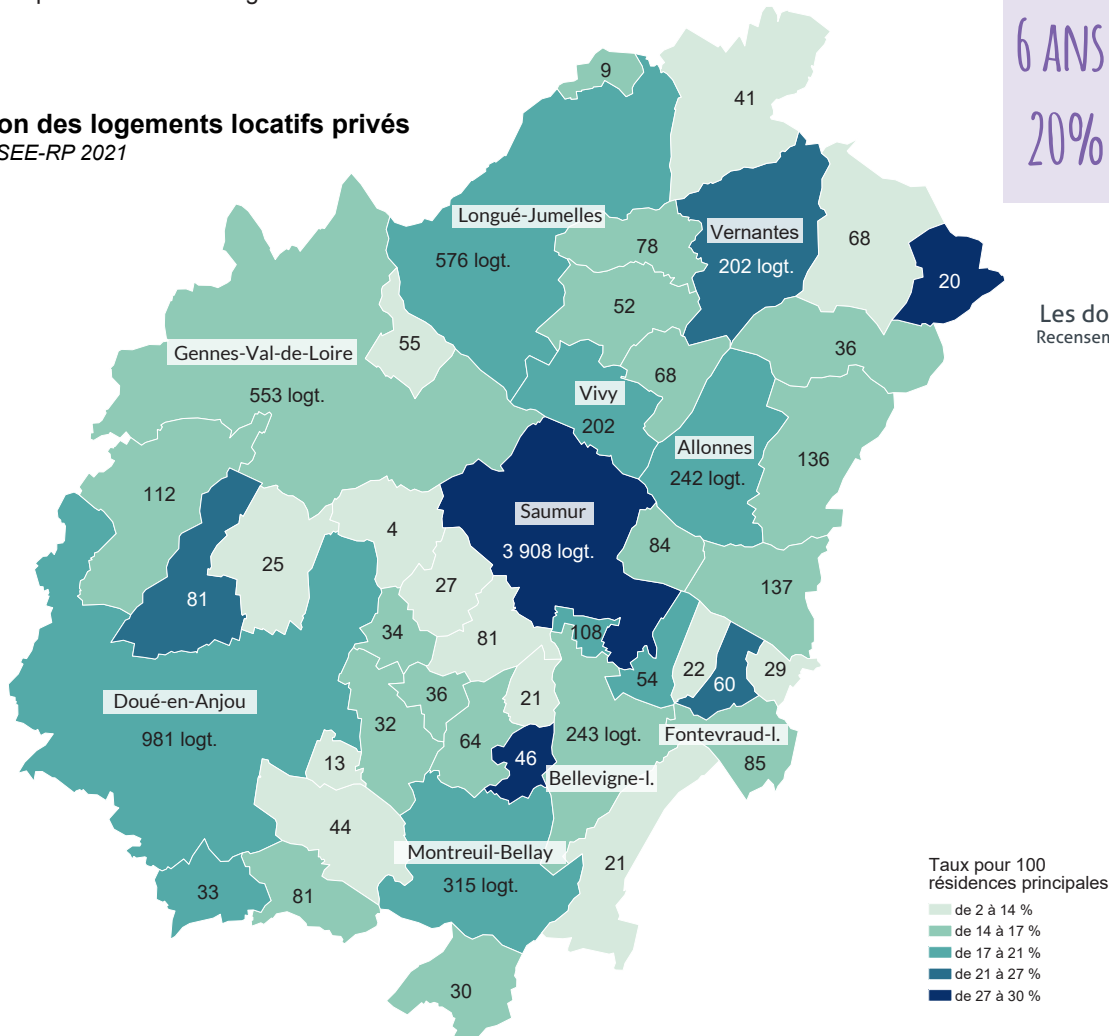 6 ANS
20%
on des logements locatifs privés
SEE-RP 2021
9
41
Longué-Jumelles
576 logt.
78
Vernantes
202 logt.
68
20
52
55
Gennes-Val-de-Loire
553 logt.
Les do
Recensem
36
68
Vivy
202
Allonnes
242 logt.
136
112
Saumur
3 908 logt.
4
25
84
27
81
137
34
108
81
22
29
54
60
Doué-en-Anjou
981 logt.
36
21
32
64
243 logt.
Fontevraud-l.
13
46
85
Bellevigne-l.
44
Montreuil-Bellay
315 logt.
21
33
81
30
Taux pour 100
résidences principales
de 2 à 14 %
de 14 à 17 %
de 17 à 21 %
de 21 à 27 %
de 27 à 30 %